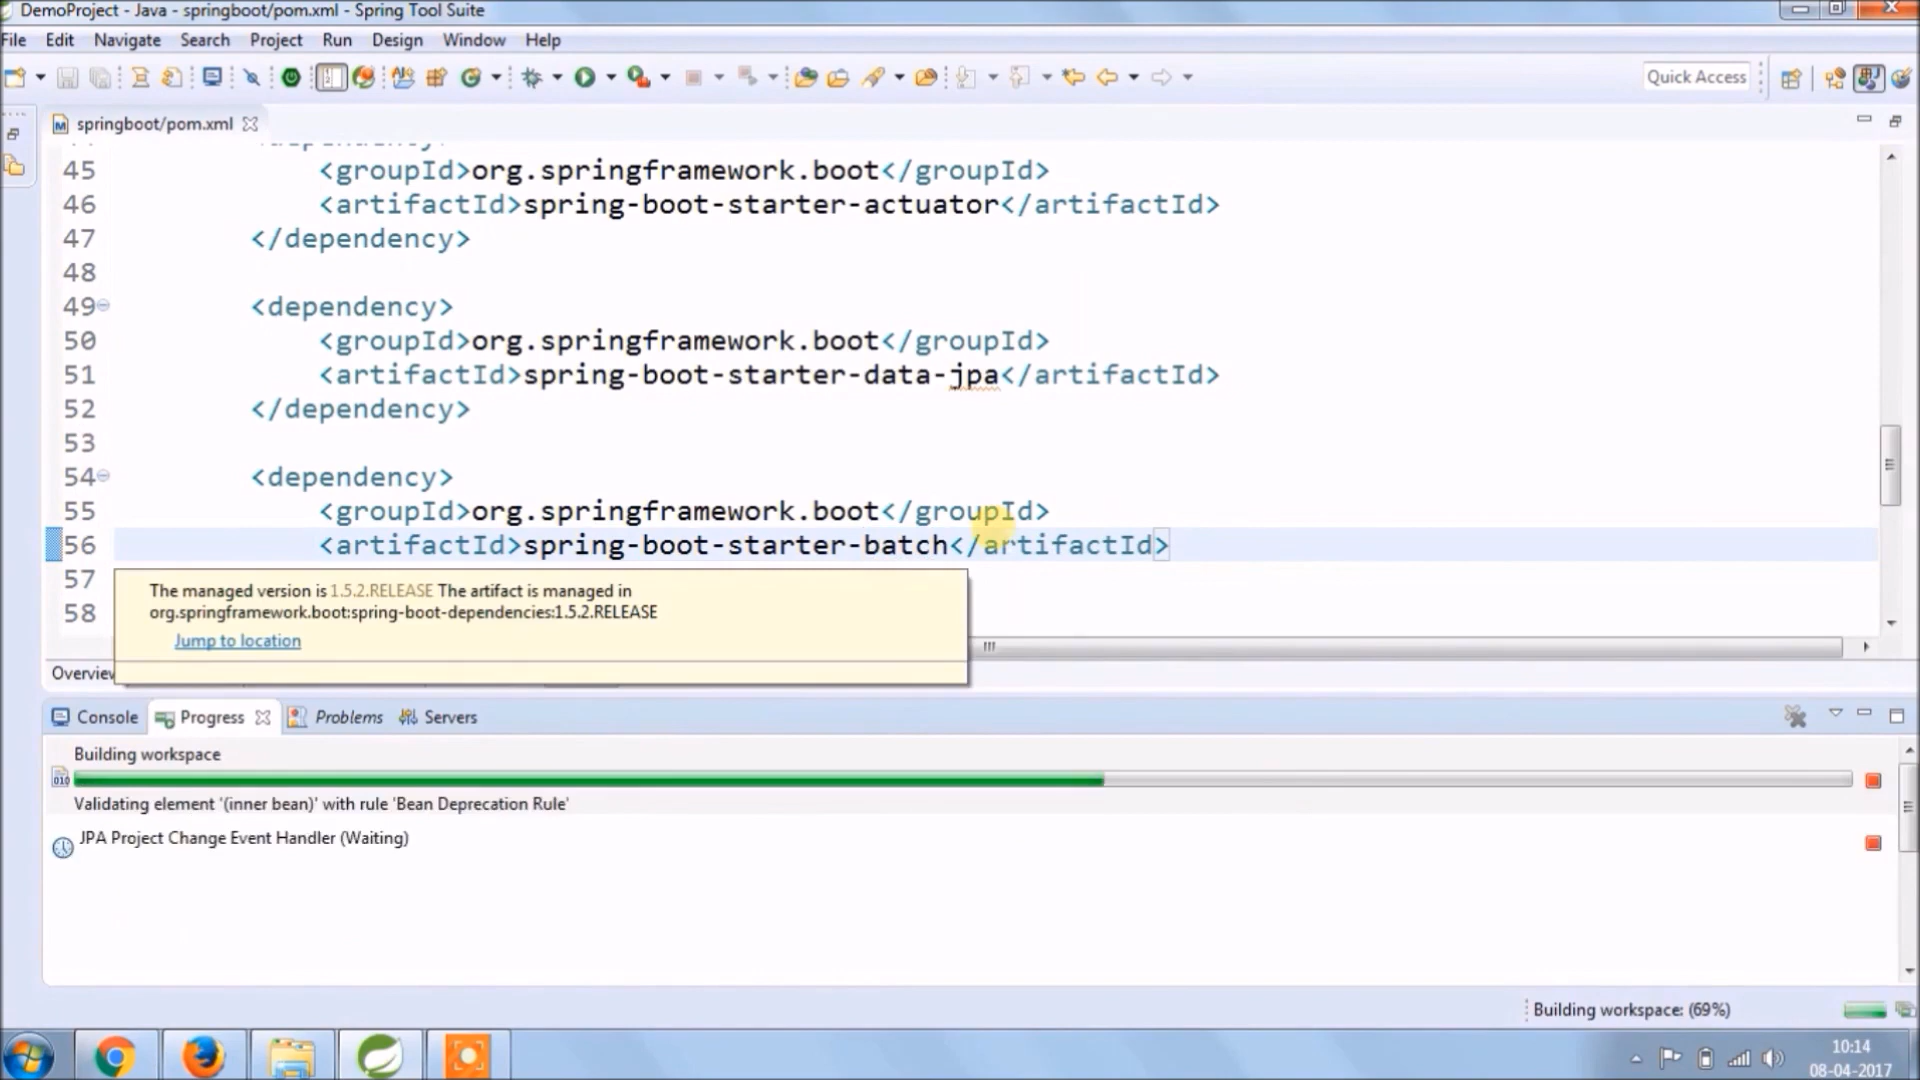 DemoProject - Java - springboot/pom.xml - Spring Tool Suite
File Edit Navigate Search Project Run Design Window Help
Quick Access
springboot/pom.xml
45 <groupId>org.springframework.boot</groupId>
46 <artifactId>spring-boot-starter-actuator</artifactId>
47 </dependency>
48
49 <dependency>
50 <groupId>org.springframework.boot</groupId>
51 <artifactId>spring-boot-starter-data-jpa</artifactId>
52 </dependency>
53
54 <dependency>
55 <groupId>org.springframework.boot</groupId>
56 <artifactId>spring-boot-starter-batch</artifactId>
57
The managed version is 1.5.2.RELEASE The artifact is managed in
58
org.springframework.boot:spring-boot-dependencies:1.5.2.RELEASE
Jump to location
Overview
Console Progress Problems Servers
Building workspace
010
Validating element '(inner bean)' with rule 'Bean Deprecation Rule'
JPA Project Change Event Handler (Waiting)
Building workspace: (69%)
10:14
08-04-2017